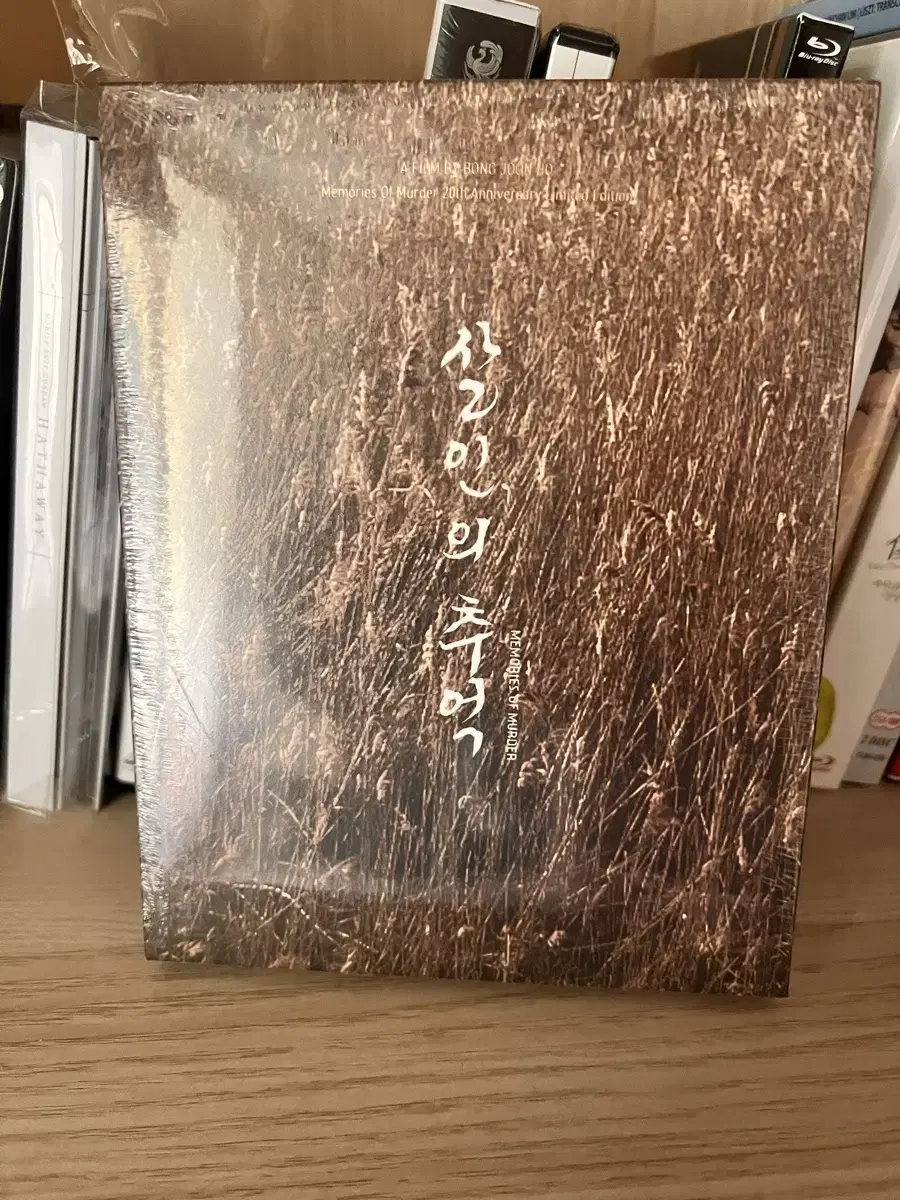 A FILM BY BONG JOON HO
Memories Of Murder 20th Anniversary Limited Edition
살인의 추억
MEMORIES OF MURDER
HATHAWAY
Blu-ray Disc